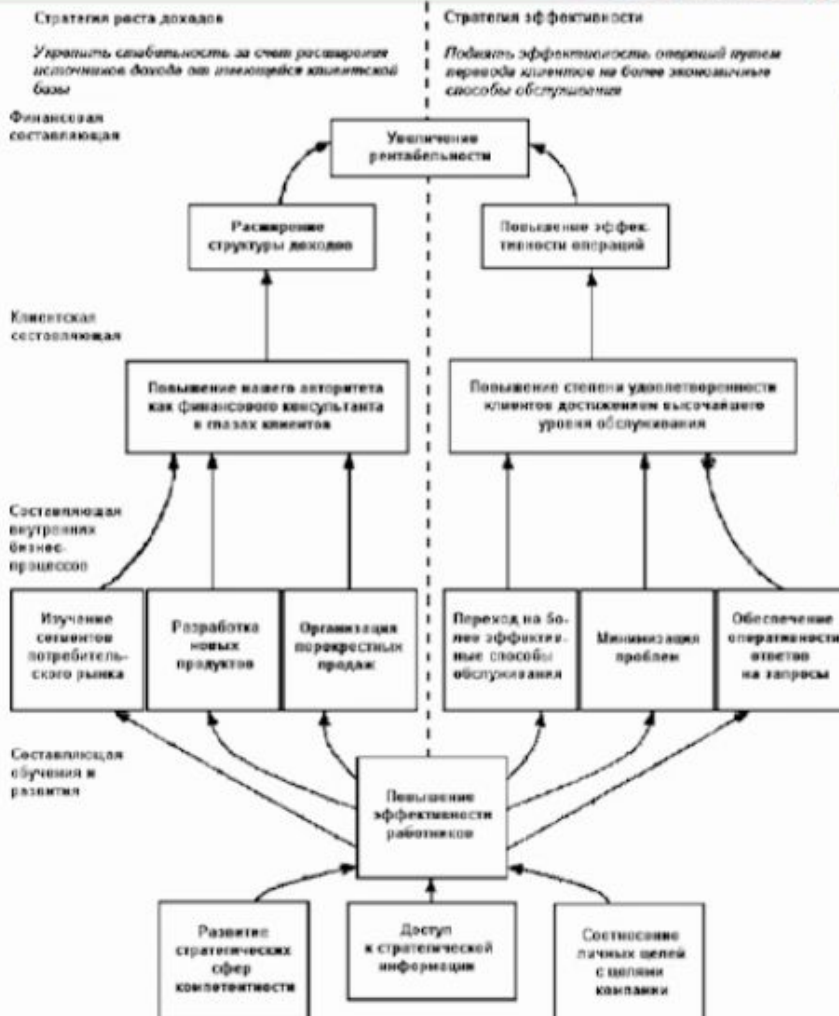 Стратегия роста доходов
Укрепить стабильность за счет расширения
источников дохода от имеющейся клиентской
базы
Стратегия эффективности
Поднять эффективность операций путем
перевода клиентов на более экономичные
способы обслуживания
Финансовая
составляющая
Увеличение
рентабельности
Расширение
структуры доходов
Повышение эффек-
тивности операций
Клиентская
составляющая
Повышение нашего авторитета
как финансового консультанта
в глазах клиентов
Повышение степени удовлетворенности
клиентов достижением высочайшего
уровня обслуживания
Составляющая
внутренних
бизнес-
процессов
Изучение
сегментов
потребитель-
ского рынка
Разработка
новых
продуктов
Организация
перекрестных
продаж
Переход на бо-
лее эффектив-
ные способы
обслуживания
Минимизация
проблем
Обеспечение
оперативности
ответов
на запросы
Составляющая
обучения и
развития
Повышение
эффективности
работников
Развитие
стратегических
сфер
компетентности
Доступ
к стратегической
информации
Соотнесение
личных целей
с целями
компании